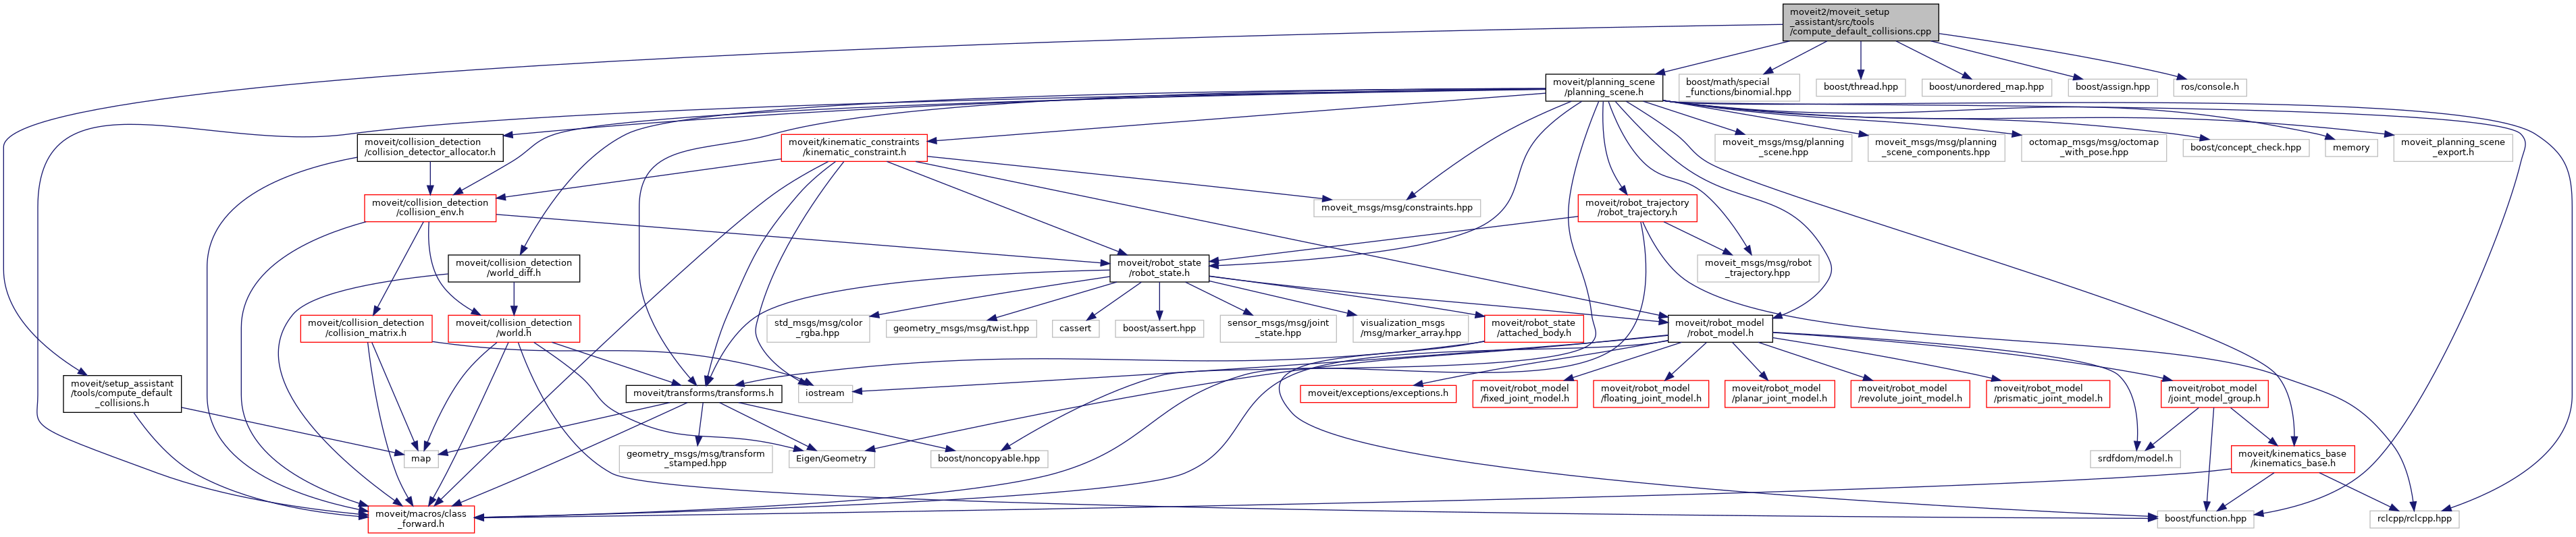 moveit2/moveit_setup
_assistant/src/tools
/compute_default_collisions.cpp
moveit/planning_scene
/planning_scene.h
boost/math/special
_functions/binomial.hpp
boost/thread.hpp
boost/unordered_map.hpp
boost/assign.hpp
ros/console.h
moveit/collision_detection
/collision_detector_allocator.h
moveit/kinematic_constraints
/kinematic_constraint.h
moveit_msgs/msg/planning
_scene.hpp
moveit_msgs/msg/planning
_scene_components.hpp
octomap_msgs/msg/octomap
_with_pose.hpp
boost/concept_check.hpp
memory
moveit_planning_scene
_export.h
moveit/collision_detection
/collision_env.h
moveit_msgs/msg/constraints.hpp
moveit/robot_trajectory
/robot_trajectory.h
moveit/collision_detection
/world_diff.h
moveit/robot_state
/robot_state.h
moveit_msgs/msg/robot
_trajectory.hpp
moveit/collision_detection
/collision_matrix.h
moveit/collision_detection
/world.h
std_msgs/msg/color
_rgba.hpp
geometry_msgs/msg/twist.hpp
cassert
boost/assert.hpp
sensor_msgs/msg/joint
_state.hpp
visualization_msgs
/msg/marker_array.hpp
moveit/robot_state
/attached_body.h
moveit/robot_model
/robot_model.h
moveit/setup_assistant
/tools/compute_default
_collisions.h
moveit/transforms/transforms.h
iostream
moveit/exceptions/exceptions.h
moveit/robot_model
/fixed_joint_model.h
moveit/robot_model
/floating_joint_model.h
moveit/robot_model
/planar_joint_model.h
moveit/robot_model
/revolute_joint_model.h
moveit/robot_model
/prismatic_joint_model.h
moveit/robot_model
/joint_model_group.h
map
geometry_msgs/msg/transform
_stamped.hpp
Eigen/Geometry
boost/noncopyable.hpp
srdfdom/model.h
moveit/kinematics_base
/kinematics_base.h
moveit/macros/class
_forward.h
boost/function.hpp
rclcpp/rclcpp.hpp